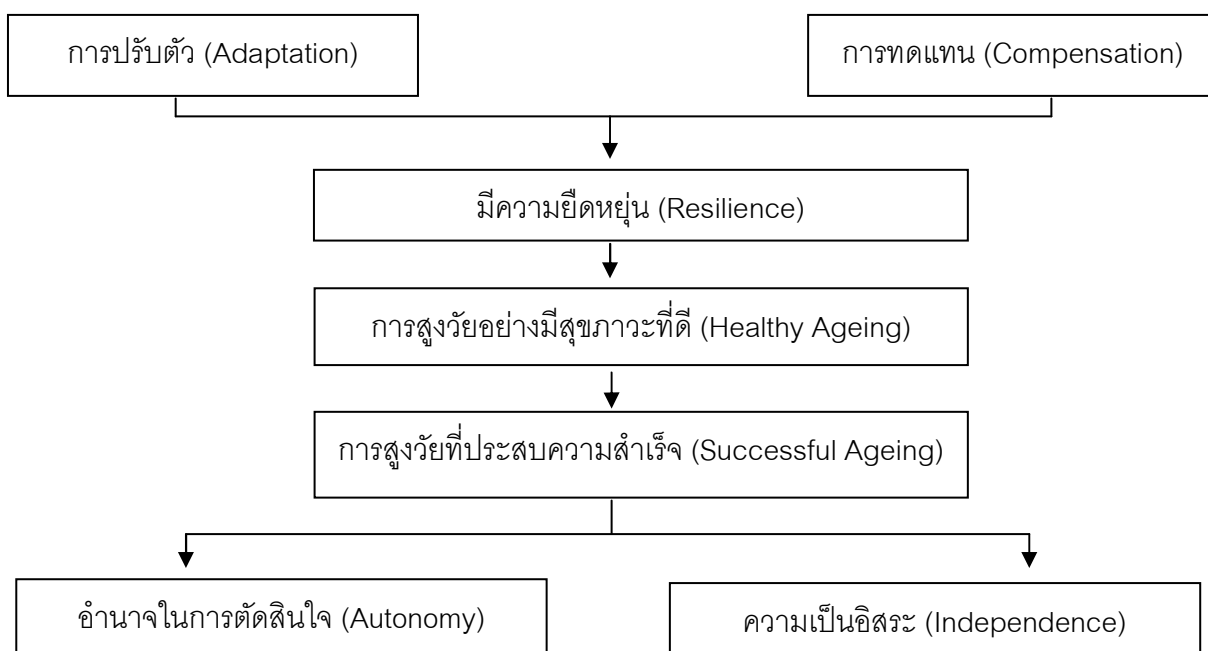 การปรับตัว (Adaptation)
การทดแทน (Compensation)
มีความยืดหยุ่น (Resilience)
การสูงวัยอย่างมีสุขภาวะที่ดี (Healthy Ageing)
การสูงวัยที่ประสบความสำเร็จ (Successful Ageing)
อำนาจในการตัดสินใจ (Autonomy)
ความเป็นอิสระ (Independence)